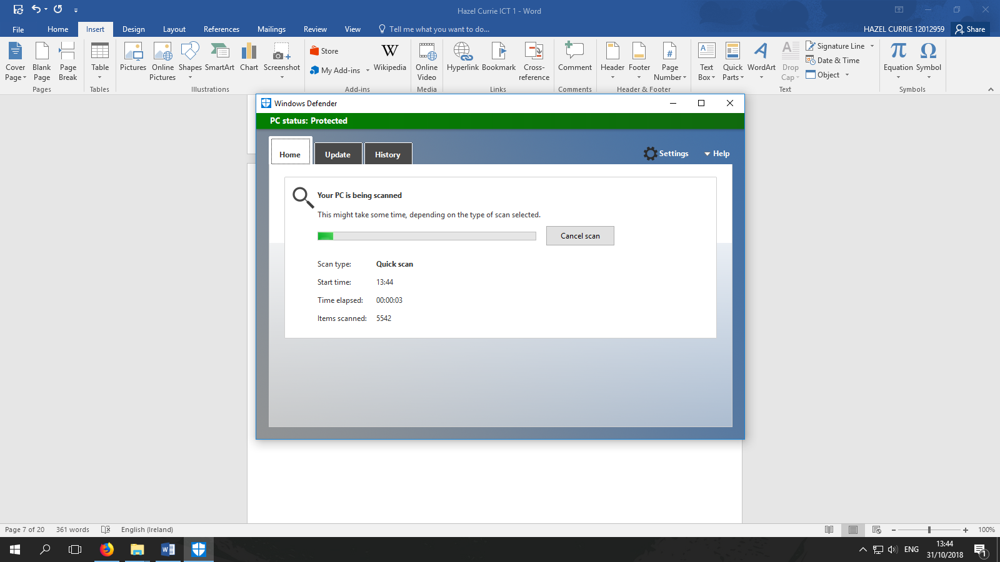 Hazel Currie ICT 1 - Word
File Home Insert Design Layout References Mailings Review View Tell me what you want to do... HAZEL CURRIE 12012959 Share
Cover Page
Blank Page
Page Break
Pages
Table
Tables
Pictures
Online Pictures
Shapes
SmartArt
Chart
Screenshot
Illustrations
Store
My Add-ins
W
Wikipedia
Add-ins
Online Video
Media
Hyperlink
Bookmark
Cross-reference
Links
Comment
Comments
Header
Footer
#
Page Number
Header & Footer
A
Text Box
Quick Parts
A
WordArt
A
Drop Cap
Signature Line
Date & Time
Object
Text
π
Equation
Ω
Symbol
Symbols
Windows Defender
PC status: Protected
Home Update History Settings Help
Your PC is being scanned
This might take some time, depending on the type of scan selected.
Cancel scan
Scan type: Quick scan
Start time: 13:44
Time elapsed: 00:00:03
Items scanned: 5542
Page 7 of 20 361 words English (Ireland) 100%
W
ENG
13:44
31/10/2018
1